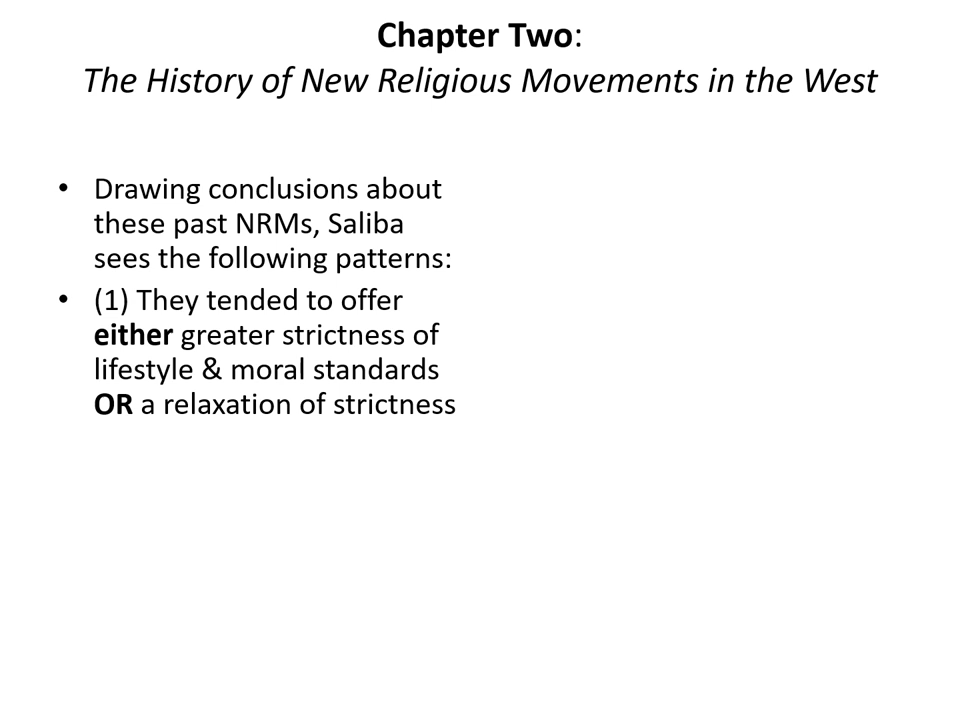 Chapter Two:
The History of New Religious Movements in the West
• Drawing conclusions about
these past NRMs, Saliba
sees the following patterns:
• (1) They tended to offer
either greater strictness of
lifestyle & moral standards
OR a relaxation of strictness